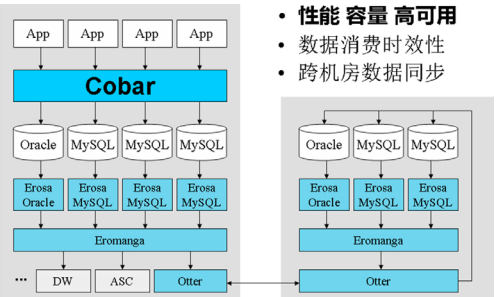 App App App App
Cobar
Oracle MySQL MySQL MySQL
Erosa Oracle Erosa MySQL Erosa MySQL Erosa MySQL
Eromanga
... DW ASC Otter
• 性能 容量 高可用
• 数据消费时效性
• 跨机房数据同步
Oracle MySQL MySQL
Erosa Oracle Erosa MySQL Erosa MySQL
Eromanga
Otter